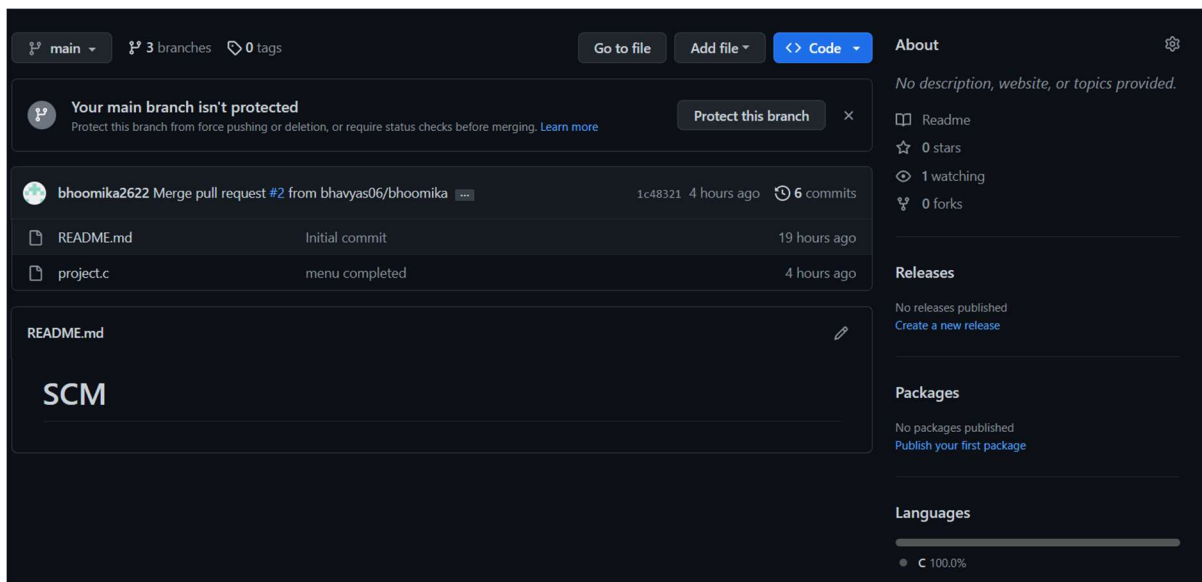 main 3 branches 0 tags Go to file Add file <> Code
Your main branch isn't protected
Protect this branch from force pushing or deletion, or require status checks before merging. Learn more
Protect this branch ×
bhoomika2622 Merge pull request #2 from bhavyas06/bhoomika ... 1c48321 4 hours ago 6 commits
README.md Initial commit 19 hours ago
project.c menu completed 4 hours ago
README.md
SCM
About
No description, website, or topics provided.
Readme
0 stars
1 watching
0 forks
Releases
No releases published
Create a new release
Packages
No packages published
Publish your first package
Languages
C 100.0%